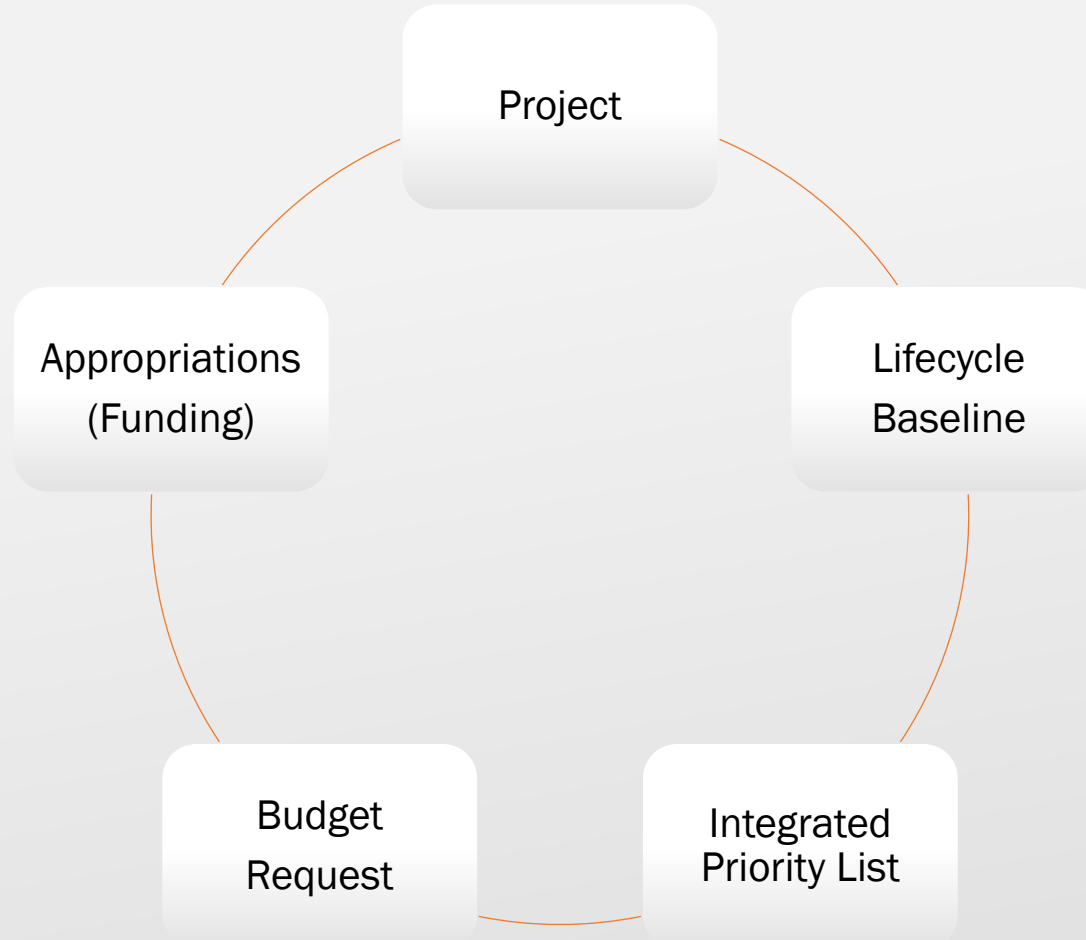 Project
Appropriations
(Funding)
Lifecycle
Baseline
Budget
Request
Integrated
Priority List